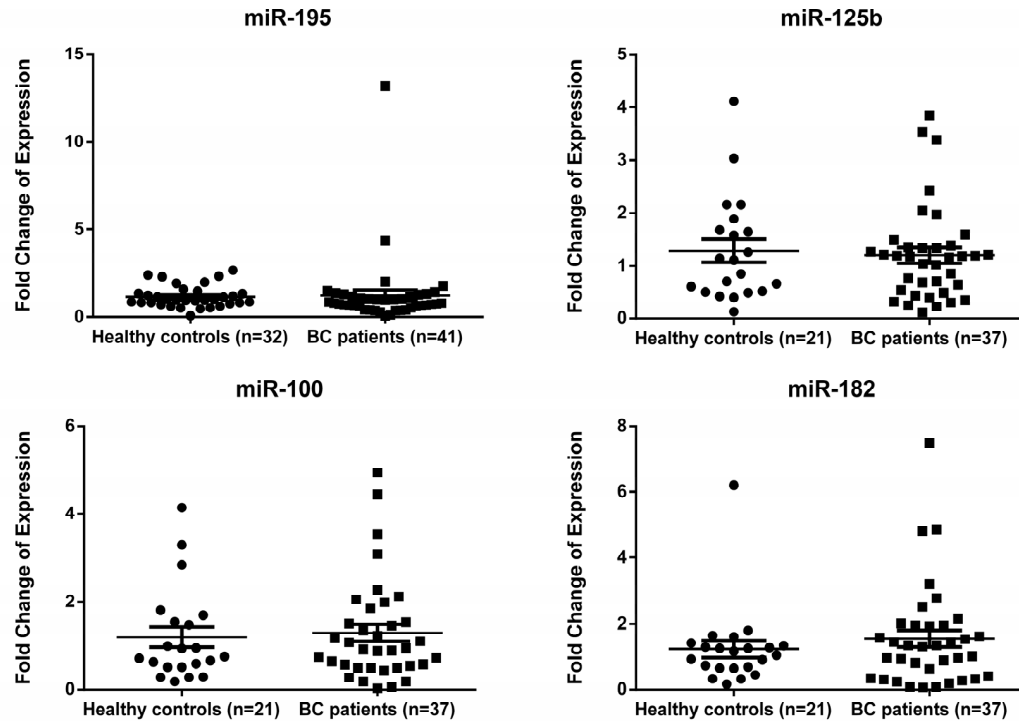 miR-195
Fold Change of Expression
15
10
5
0
Healthy controls (n=32)
BC patients (n=41)
miR-125b
Fold Change of Expression
5
4
3
2
1
0
Healthy controls (n=21)
BC patients (n=37)
miR-100
Fold Change of Expression
6
4
2
0
Healthy controls (n=21)
BC patients (n=37)
miR-182
Fold Change of Expression
8
6
4
2
0
Healthy controls (n=21)
BC patients (n=37)